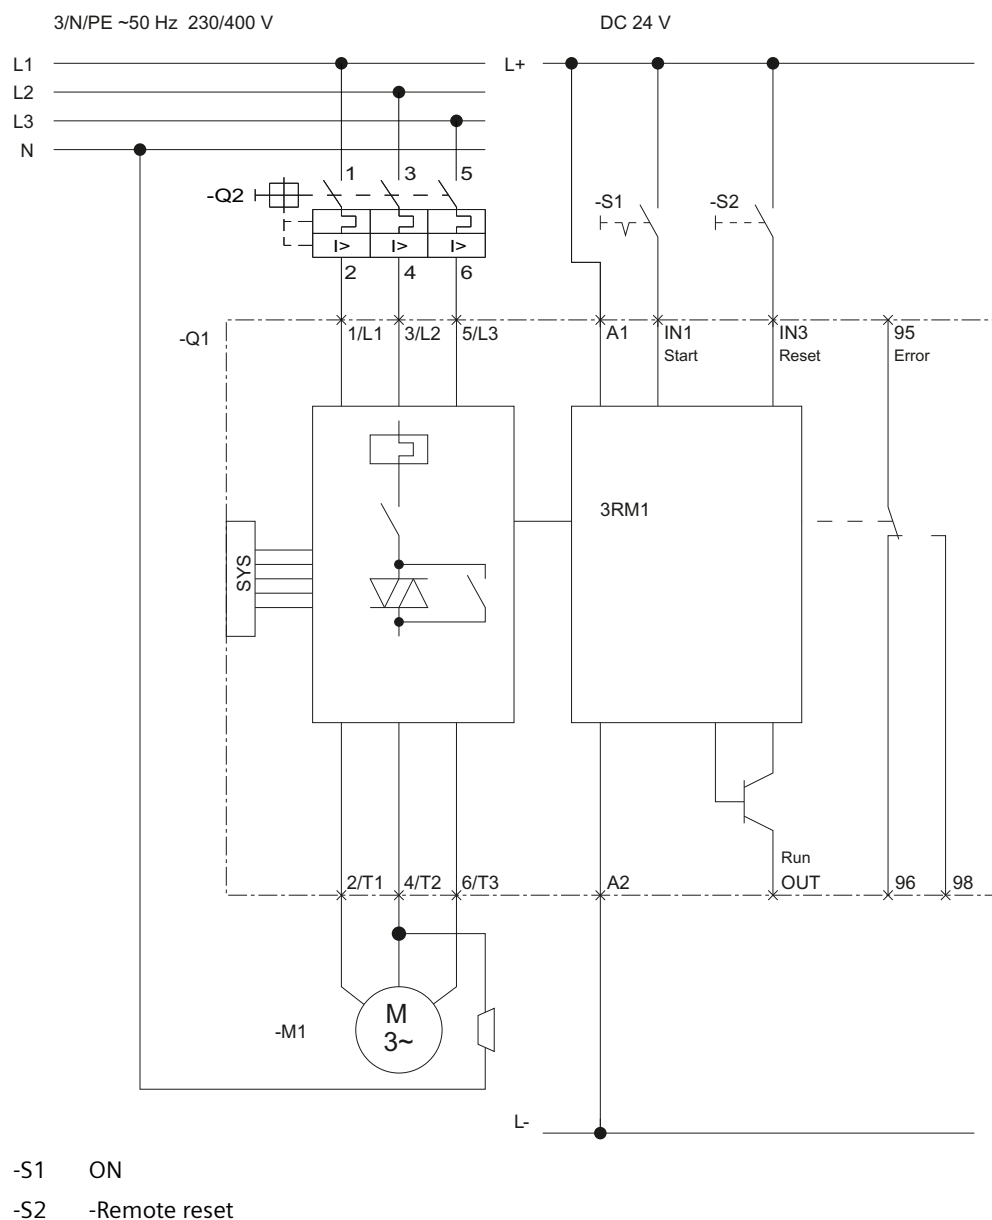 3/N/PE ~50 Hz 230/400 V
DC 24 V
L1
L2
L3
N
L+
1 3 5
-Q2
I> I> I>
2 4 6
-S1
-S2
-Q1
1/L1 3/L2 5/L3
A1 IN1 IN3 95
Start Reset Error
SYS
3RM1
Run
2/T1 4/T2 6/T3
A2 OUT 96 98
-M1
M
3~
L-
-S1 ON
-S2 -Remote reset